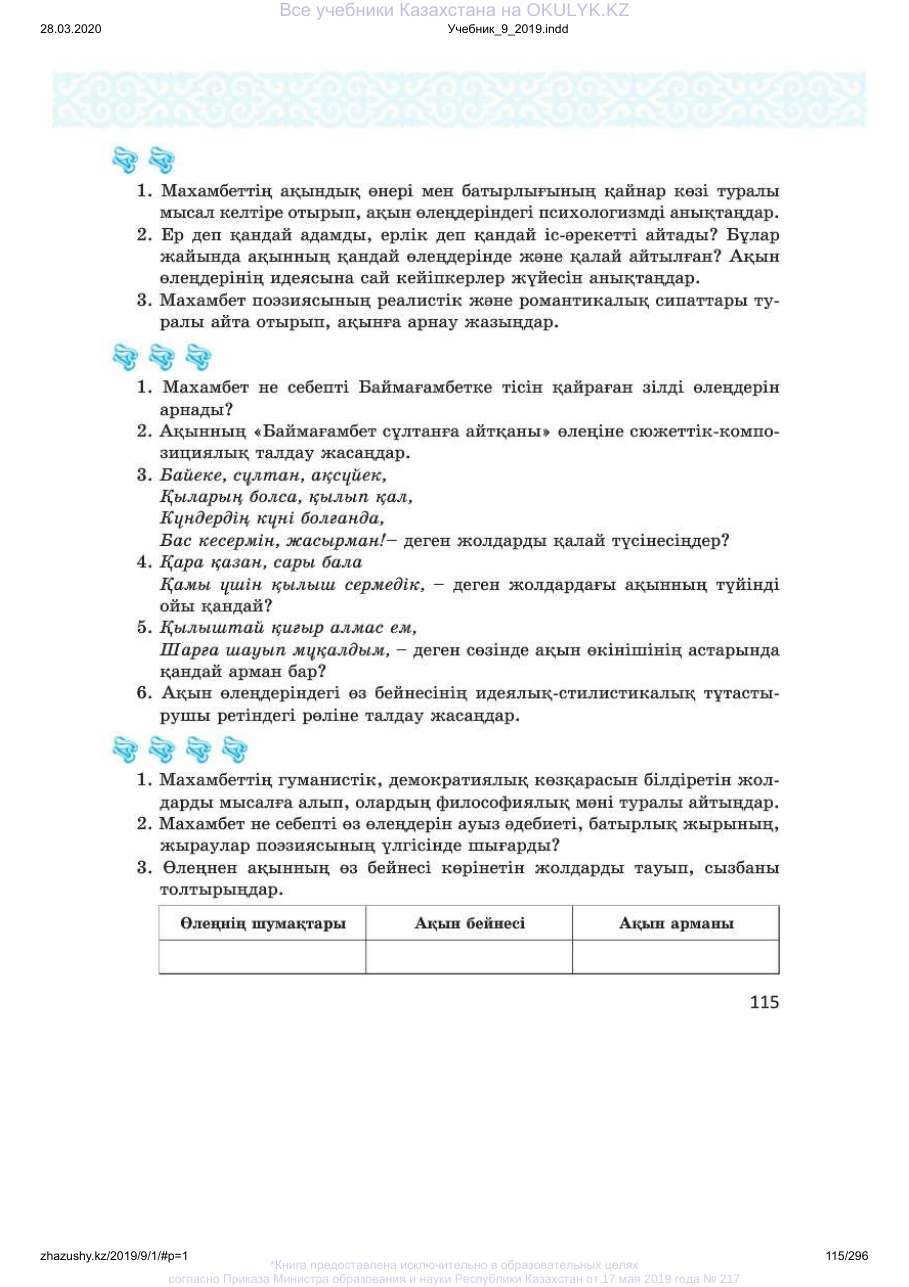 Все учебники Казахстана на OKULYK.KZ
28.03.2020
Учебник_9_2019.indd
1. Махамбеттің ақындық өнері мен батырлығының қайнар көзі туралы
мысал келтіре отырып, ақын өлеңдеріндегі психологизмді анықтаңдар.
2. Ер деп қандай адамды, ерлік деп қандай іс-әрекетті айтады? Бұлар
жайында ақынның қандай өлеңдерінде және қалай айтылған? Ақын
өлеңдерінің идеясына сай кейіпкерлер жүйесін анықтаңдар.
3. Махамбет поэзиясының реалистік және романтикалық сипаттары ту-
ралы айта отырып, ақынға арнау жазыңдар.
1. Махамбет не себепті Баймағамбетке тісін қайраған зілді өлеңдерін
арнады?
2. Ақынның «Баймағамбет сұлтанға айтқаны» өлеңіне сюжеттік-компо-
зициялық талдау жасаңдар.
3. Байеке, сұлтан, ақсүйек,
Қыларың болса, қылып қал,
Күндердің күні болғанда,
Бас кесермін, жасырман!– деген жолдарды қалай түсінесіңдер?
4. Қара қазан, сары бала
Қамы үшін қылыш сермедік, – деген жолдардағы ақынның түйінді
ойы қандай?
5. Қылыштай қиғыр алмас ем,
Шарға шауып мұқалдым, – деген сөзінде ақын өкінішінің астарында
қандай арман бар?
6. Ақын өлеңдеріндегі өз бейнесінің идеялық-стилистикалық тұтасты-
рушы ретіндегі рөліне талдау жасаңдар.
1. Махамбеттің гуманистік, демократиялық көзқарасын білдіретін жол-
дарды мысалға алып, олардың философиялық мәні туралы айтыңдар.
2. Махамбет не себепті өз өлеңдерін ауыз әдебиеті, батырлық жырының,
жыраулар поэзиясының үлгісінде шығарды?
3. Өлеңнен ақынның өз бейнесі көрінетін жолдарды тауып, сызбаны
толтырыңдар.
Өлеңнің шумақтары
Ақын бейнесі
Ақын арманы
115
zhazushy.kz/2019/9/1/#p=1
115/296
*Книга предоставлена исключительно в образовательных целях
согласно Приказа Министра образования и науки Республики Казахстан от 17 мая 2019 года № 217